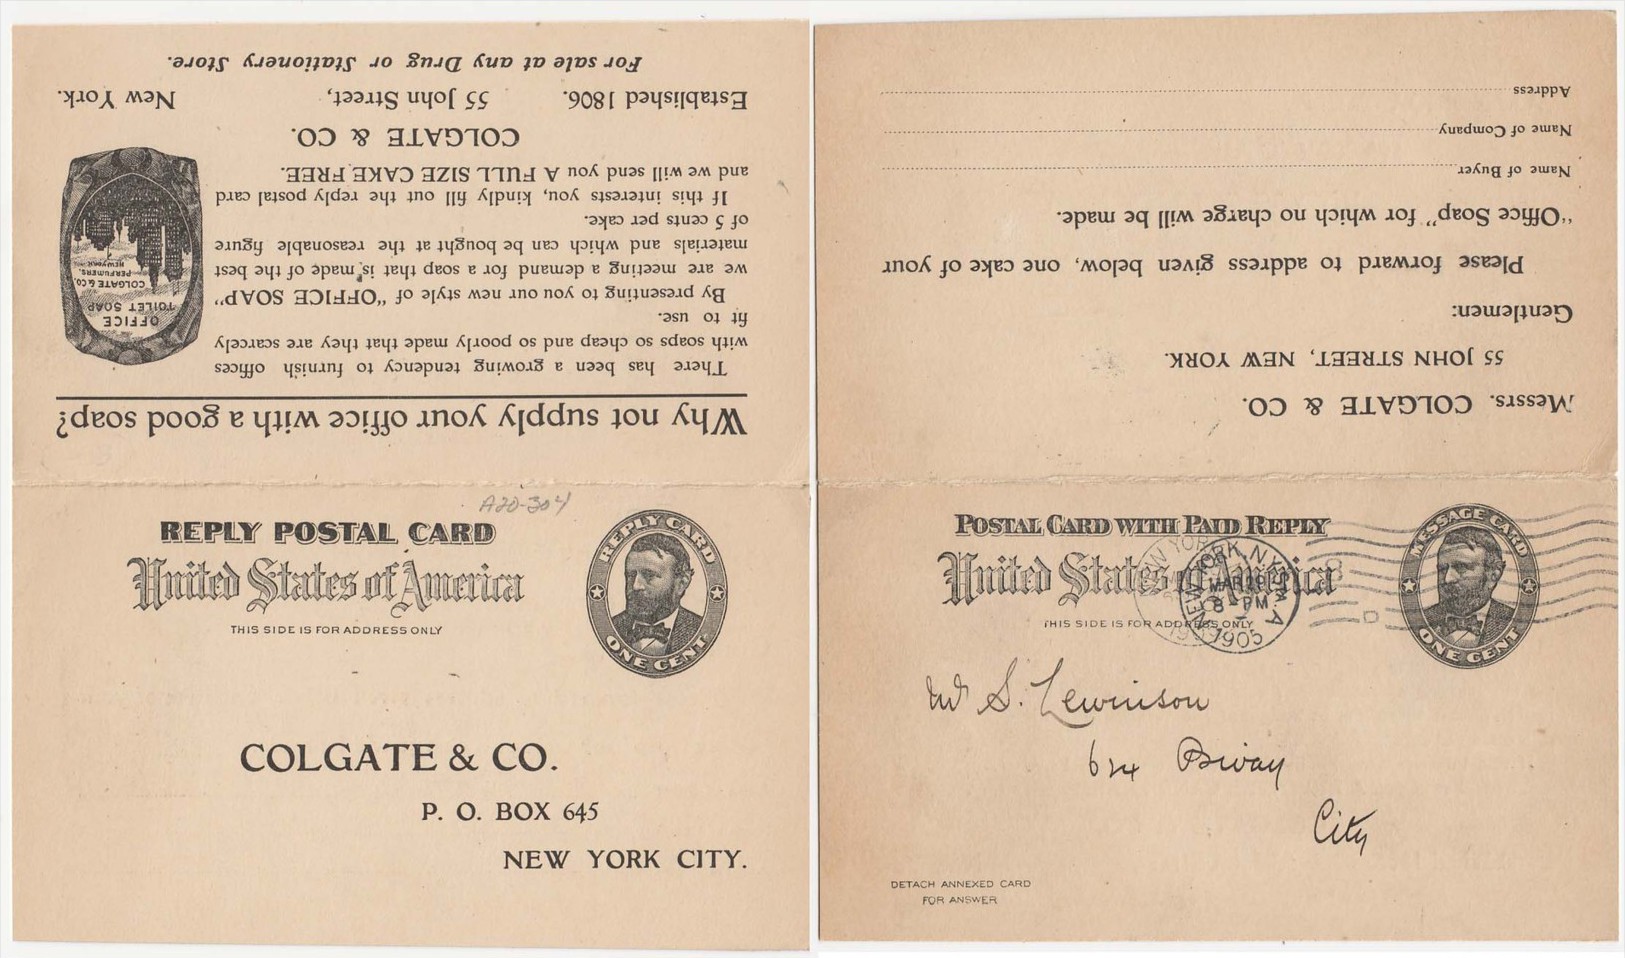 Why not supply your office with a good soap?
There has been a growing tendency to furnish offices
with soaps so cheap and so poorly made that they are scarcely
fit to use.
By presenting to you our new style of "OFFICE SOAP"
we are meeting a demand for a soap that is made of the best
materials and which can be bought at the reasonable figure
of 5 cents per cake.
If this interests you, kindly fill out the reply postal card
and we will send you A FULL SIZE CAKE FREE.
OFFICE
TOILET SOAP
COLGATE & CO.
PERFUMERS,
NEW YORK
COLGATE & CO.
Established 1806. 55 John Street, New York.
For sale at any Drug or Stationery Store.
A20-304
REPLY POSTAL CARD
United States of America
THIS SIDE IS FOR ADDRESS ONLY
REPLY CARD
ONE CENT
COLGATE & CO.
P. O. BOX 645
NEW YORK CITY.
Messrs. COLGATE & CO.
55 JOHN STREET, NEW YORK.
Gentlemen:
Please forward to address given below, one cake of your
"Office Soap" for which no charge will be made.
Name of Buyer
Name of Company
Address
POSTAL CARD WITH PAID REPLY
United States of America
THIS SIDE IS FOR ADDRESS ONLY
MESSAGE CARD
ONE CENT
NEW YORK, N.Y.
MAR
8 PM
1905
S. Lewinson
624 Bway
City
DETACH ANNEXED CARD
FOR ANSWER